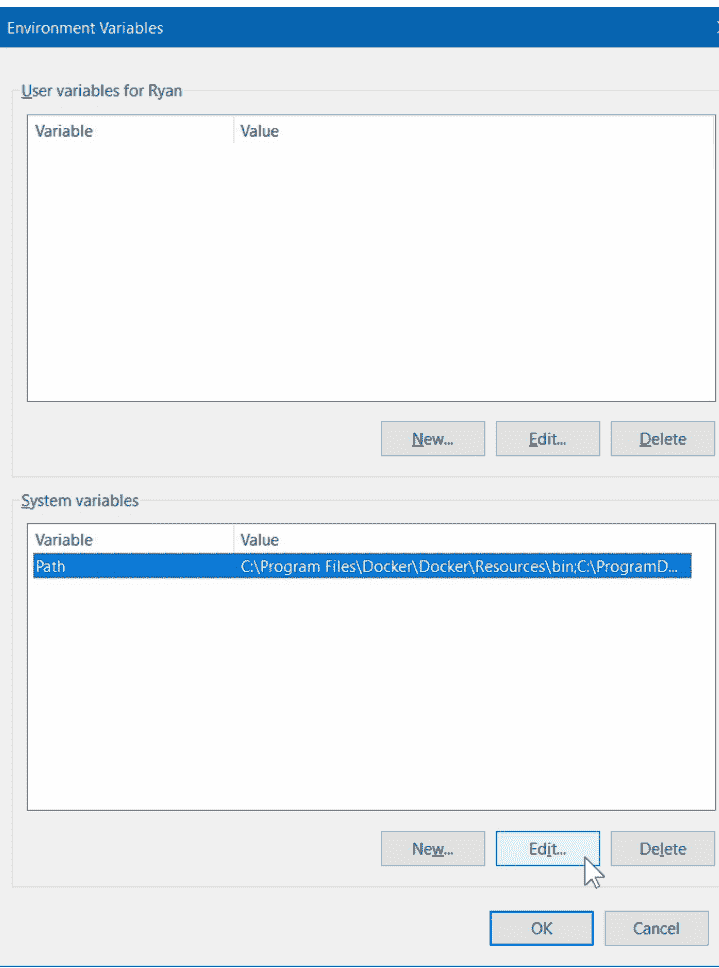 Environment Variables
User variables for Ryan
Variable Value
New... Edit... Delete
System variables
Variable Value
Path C:\Program Files\Docker\Docker\Resources\bin;C:\ProgramD...
New... Edit... Delete
OK Cancel